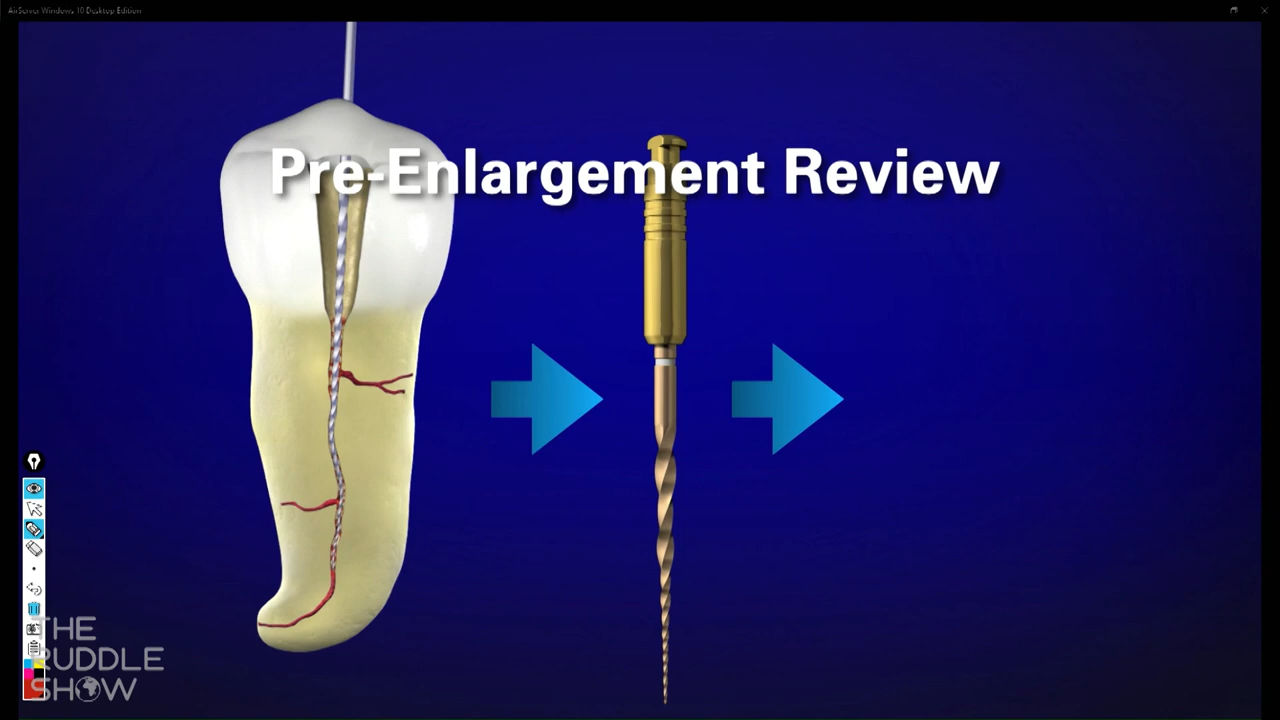 AirServer Windows 10 Desktop Edition
Pre-Enlargement Review
THE
RUDDLE
SHOW